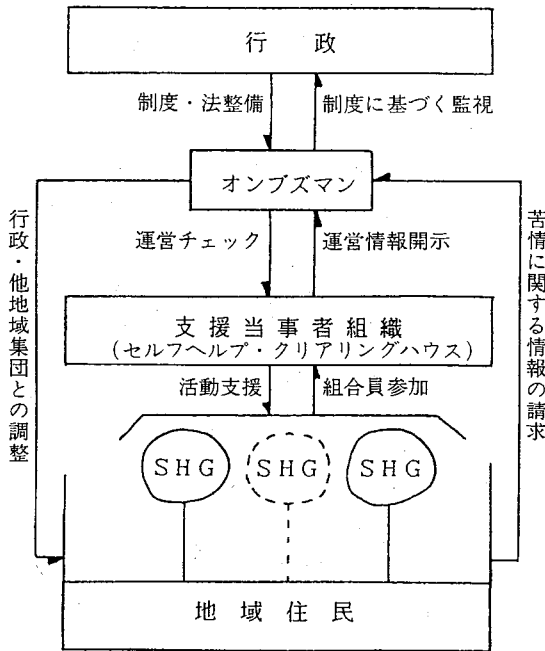 行 政
制度・法整備
制度に基づく監視
オンブズマン
行政・他地域集団との調整
苦情に関する情報の請求
運営チェック
運営情報開示
支援当事者組織
(セルフヘルプ・クリアリングハウス)
活動支援
組合員参加
SHG
SHG
SHG
地域住民